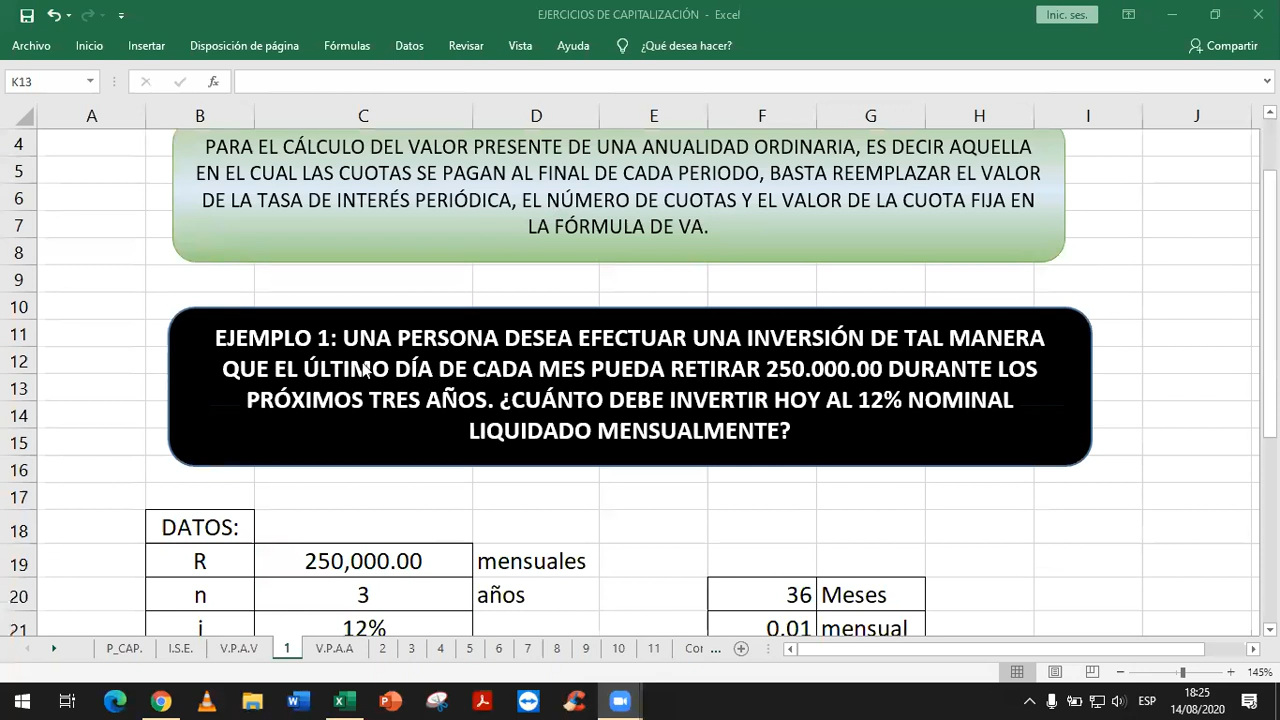 EJERCICIOS DE CAPITALIZACIÓN - Excel
Inic. ses.
Archivo Inicio Insertar Disposición de página Fórmulas Datos Revisar Vista Ayuda ¿Qué desea hacer? Compartir
K13 fx
A B C D E F G H I J
4
5
6
7
8
9
10
11
12
13
14
15
16
17
18
19
20
21
PARA EL CÁLCULO DEL VALOR PRESENTE DE UNA ANUALIDAD ORDINARIA, ES DECIR AQUELLA
EN EL CUAL LAS CUOTAS SE PAGAN AL FINAL DE CADA PERIODO, BASTA REEMPLAZAR EL VALOR
DE LA TASA DE INTERÉS PERIÓDICA, EL NÚMERO DE CUOTAS Y EL VALOR DE LA CUOTA FIJA EN
LA FÓRMULA DE VA.
EJEMPLO 1: UNA PERSONA DESEA EFECTUAR UNA INVERSIÓN DE TAL MANERA
QUE EL ÚLTIMO DÍA DE CADA MES PUEDA RETIRAR 250.000.00 DURANTE LOS
PRÓXIMOS TRES AÑOS. ¿CUÁNTO DEBE INVERTIR HOY AL 12% NOMINAL
LIQUIDADO MENSUALMENTE?
DATOS:
R 250,000.00 mensuales
n 3 años 36 Meses
i 12% 0.01 mensual
P_CAP. I.S.E. V.P.A.V 1 V.P.A.A 2 3 4 5 6 7 8 9 10 11 Cor ...
145%
ESP
18:25
14/08/2020